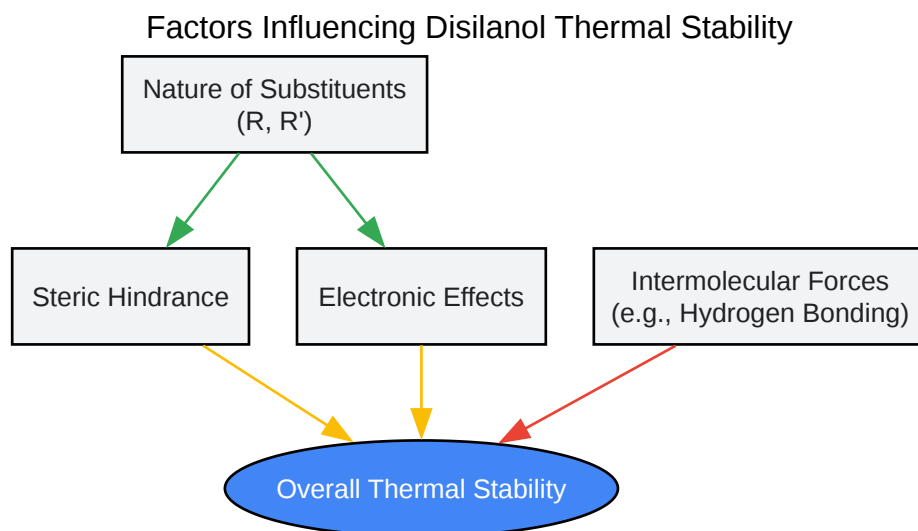 Factors Influencing Disilanol Thermal Stability
Nature of Substituents
(R, R')
Steric Hindrance
Electronic Effects
Intermolecular Forces
(e.g., Hydrogen Bonding)
Overall Thermal Stability